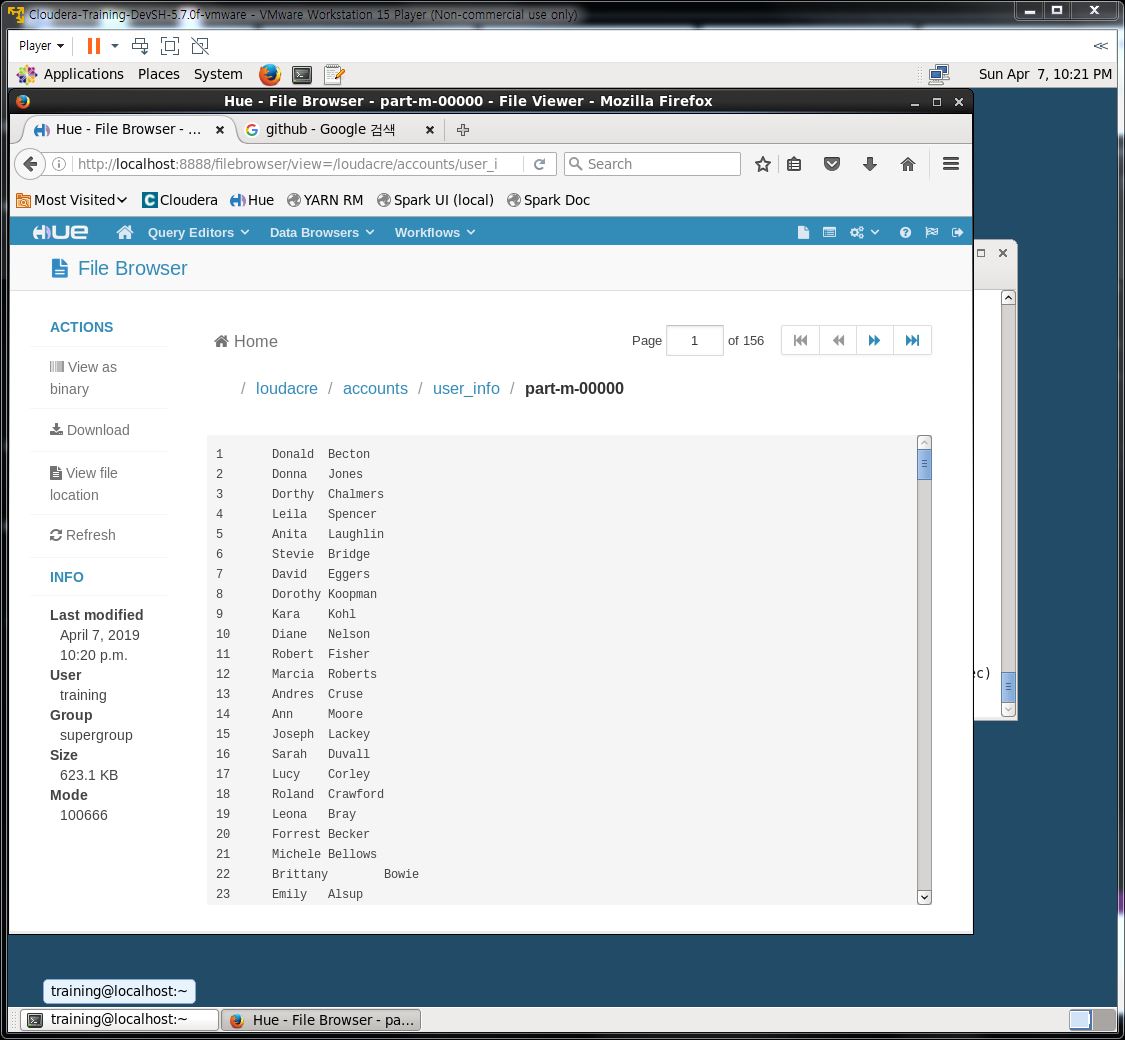 Cloudera-Training-DevSH-5.7.0f-vmware - VMware Workstation 15 Player (Non-commercial use only)
Player
Applications Places System Sun Apr 7, 10:21 PM
Hue - File Browser - part-m-00000 - File Viewer - Mozilla Firefox
Hue - File Browser - ... github - Google 검색
http://localhost:8888/filebrowser/view=/loudacre/accounts/user_i Search
Most Visited Cloudera Hue YARN RM Spark UI (local) Spark Doc
HUE Query Editors Data Browsers Workflows
File Browser
ACTIONS
View as
binary
Download
View file
location
Refresh
INFO
Last modified
April 7, 2019
10:20 p.m.
User
training
Group
supergroup
Size
623.1 KB
Mode
100666
Home Page 1 of 156
/ loudacre / accounts / user_info / part-m-00000
1 Donald Becton
2 Donna Jones
3 Dorthy Chalmers
4 Leila Spencer
5 Anita Laughlin
6 Stevie Bridge
7 David Eggers
8 Dorothy Koopman
9 Kara Kohl
10 Diane Nelson
11 Robert Fisher
12 Marcia Roberts
13 Andres Cruse
14 Ann Moore
15 Joseph Lackey
16 Sarah Duvall
17 Lucy Corley
18 Roland Crawford
19 Leona Bray
20 Forrest Becker
21 Michele Bellows
22 Brittany Bowie
23 Emily Alsup
ec)
training@localhost:~
training@localhost:~ Hue - File Browser - pa...